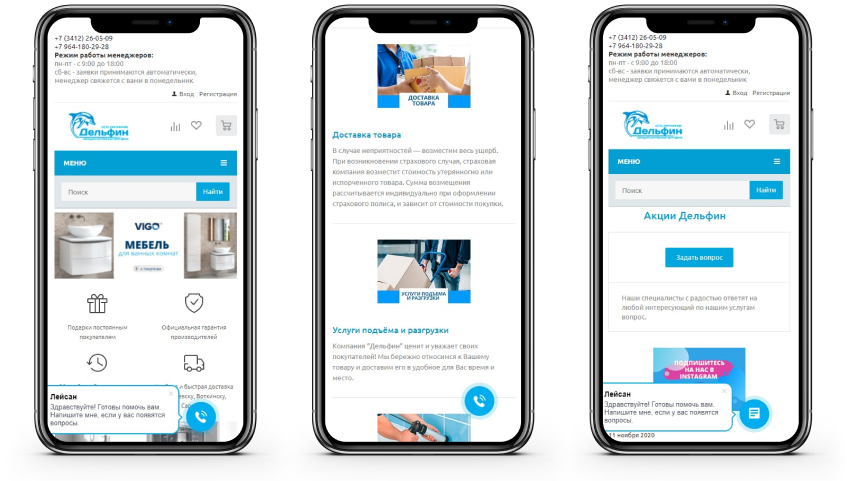 +7 (3412) 26-05-09
+7 964-180-29-28
Режим работы менеджеров:
пн-пт - с 9:00 до 18:00
сб-вс - заявки принимаются автоматически,
менеджер свяжется с вами в понедельник
Вход Регистрация
Дельфин
МЕНЮ
Поиск Найти
VIGO
МЕБЕЛЬ
ДЛЯ ВАННЫХ КОМНАТ
Подарки постоянным
покупателям
Официальная гарантия
производителей
и быстрая доставка
Воткинску,
Лейсан
Здравствуйте! Готовы помочь вам.
Напишите мне, если у вас появятся
вопросы.
ДОСТАВКА
ТОВАРА
Доставка товара
В случае неприятностей — возместим весь ущерб.
При возникновении страхового случая, страховая
компания возместит стоимость утерянного или
испорченного товара. Сумма возмещения
рассчитывается индивидуально при оформлении
страхового полиса, и зависит от стоимости покупки.
УСЛУГИ ПОДЪЕМА
И РАЗГРУЗКИ
Услуги подъёма и разгрузки
Компания "Дельфин" ценит и уважает своих
покупателей! Мы бережно относимся к Вашему
товару и доставим его в удобное для Вас время и
место.
+7 (3412) 26-05-09
+7 964-180-29-28
Режим работы менеджеров:
пн-пт - с 9:00 до 18:00
сб-вс - заявки принимаются автоматически,
менеджер свяжется с вами в понедельник
Вход Регистрация
Дельфин
МЕНЮ
Поиск Найти
Акции Дельфин
Задать вопрос
Наши специалисты с радостью ответят на
любой интересующий по нашим услугам
вопрос.
ПОДПИШИТЕСЬ
НА НАС В
INSTAGRAM
Лейсан
Здравствуйте! Готовы помочь вам.
Напишите мне, если у вас появятся
вопросы.
11 ноября 2020